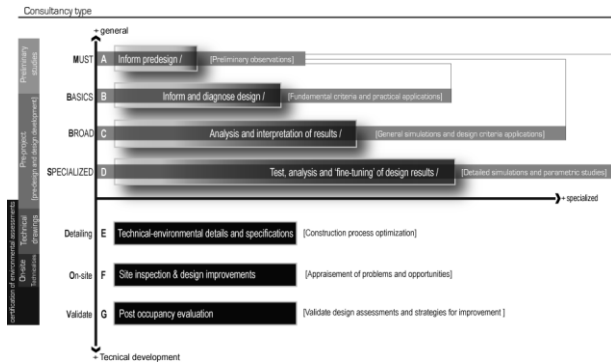 Consultancy type
+ general
Preliminary studies
MUST A Inform predesign / [Preliminary observations]
Pre-project
[pre-design and design development]
BASICS B Inform and diagnose design / [Fundamental criteria and practical applications]
BROAD C Analysis and interpretation of results / [General simulations and design criteria applications]
SPECIALIZED D Test, analysis and 'fine-tuning' of design results / [Detailed simulations and parametric studies]
+ specialized
certification of environmental assessments
Technical drawings
Detailing E Technical-environmental details and specifications [Construction process optimization]
On-site
On-site F Site inspection & design improvements [Appraisement of problems and opportunities]
Validate G Post occupancy evaluation [Validate design assessments and strategies for improvement ]
+ Tecnical development